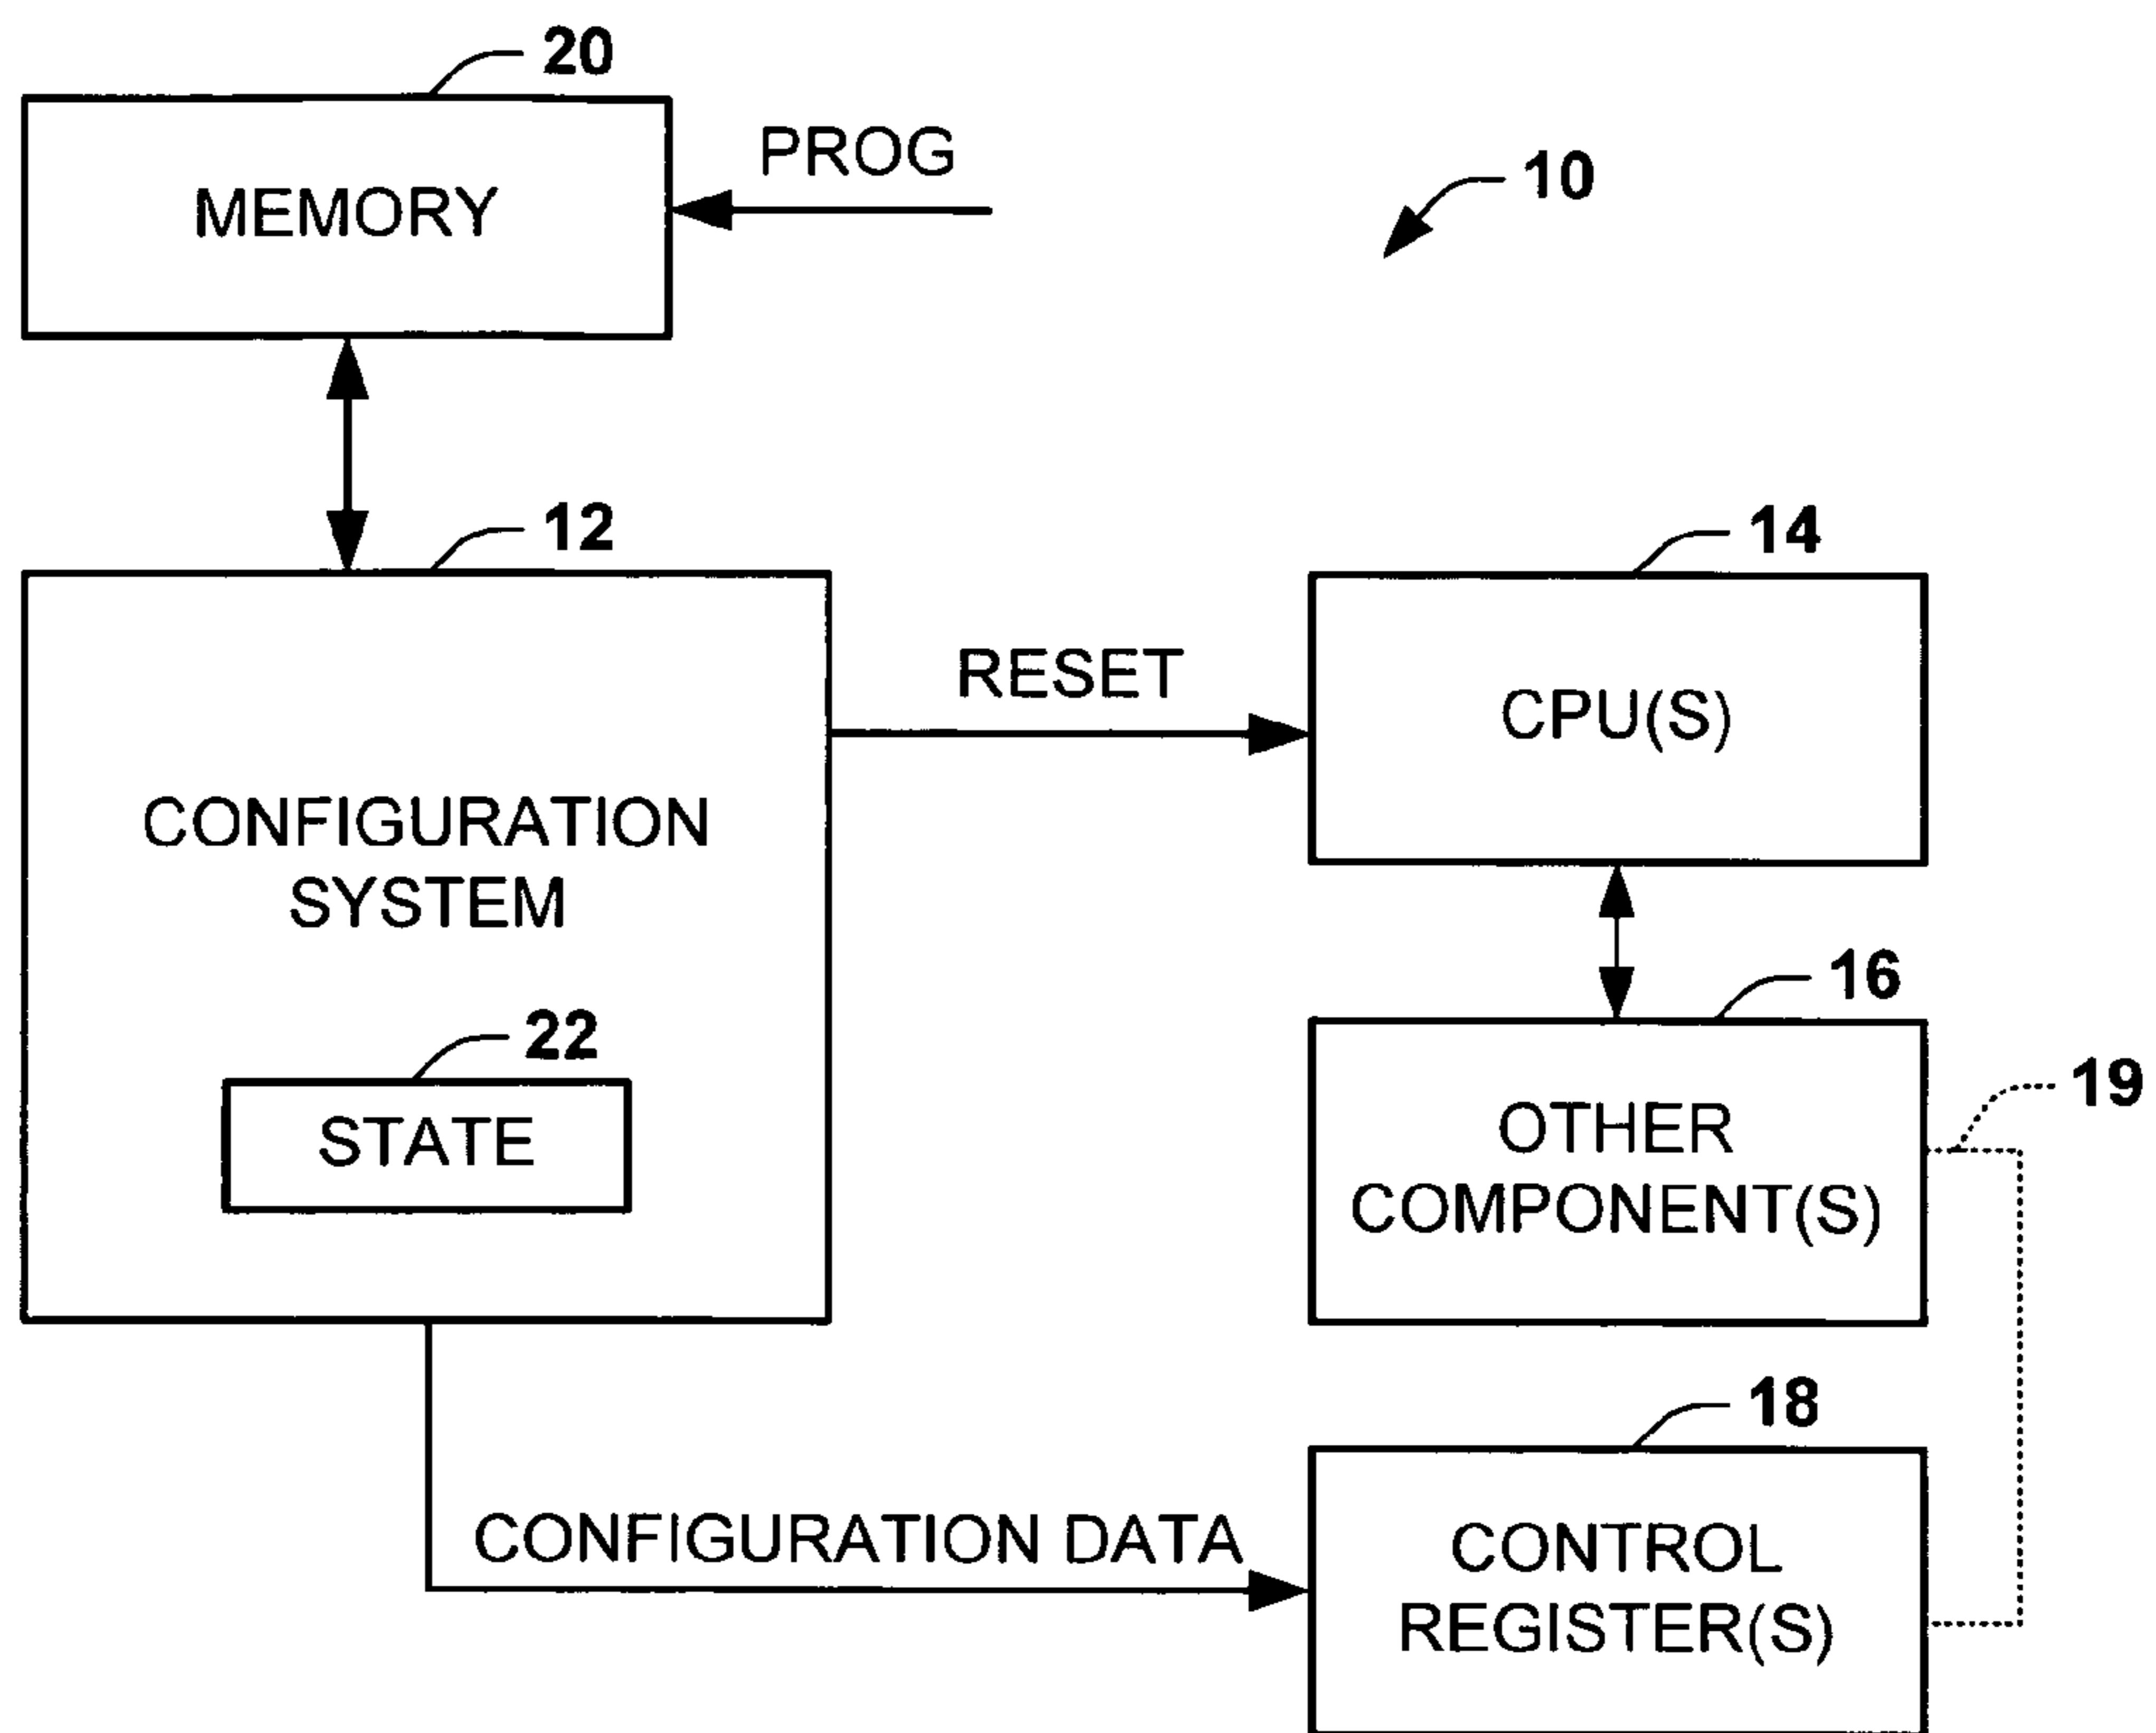 20
MEMORY
PROG
10
12
CONFIGURATION
SYSTEM
22
STATE
RESET
14
CPU(S)
16
OTHER
COMPONENT(S)
19
18
CONFIGURATION DATA
CONTROL
REGISTER(S)